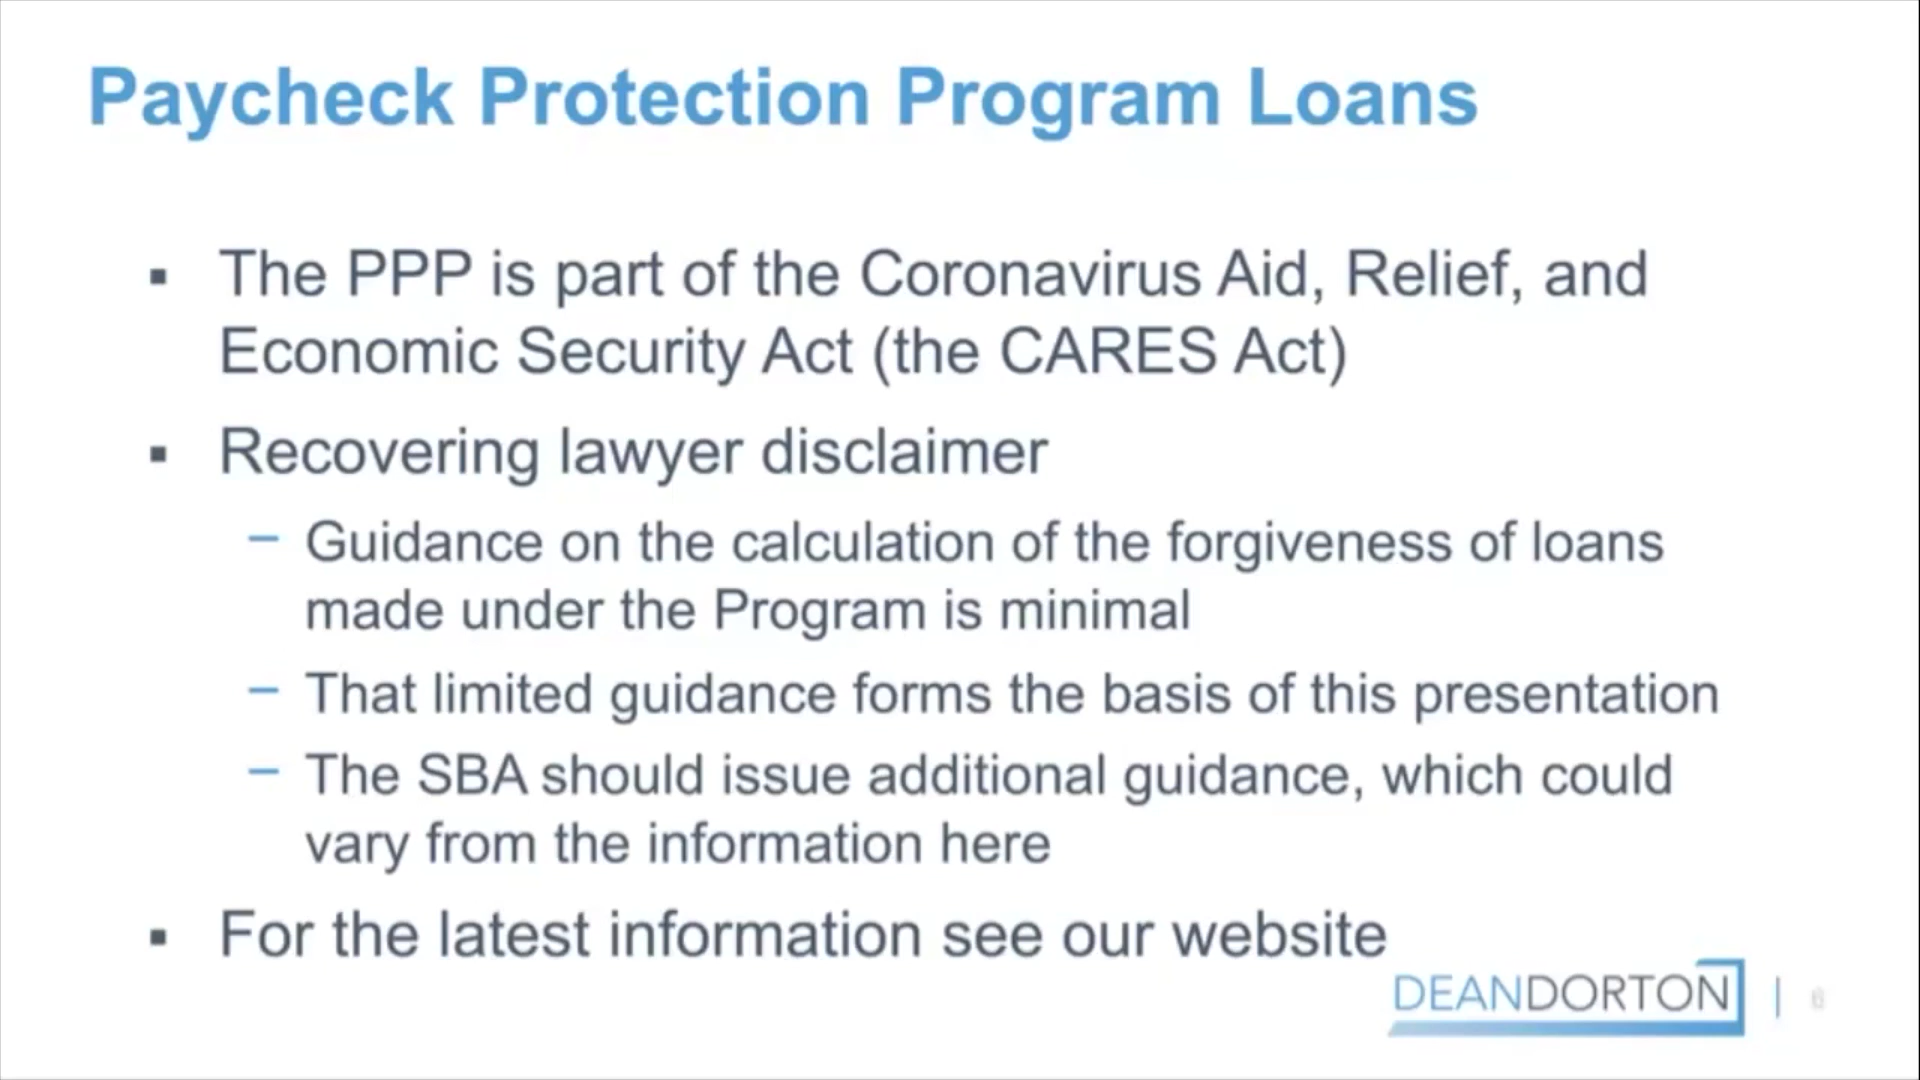 Paycheck Protection Program Loans
▪ The PPP is part of the Coronavirus Aid, Relief, and
Economic Security Act (the CARES Act)
▪ Recovering lawyer disclaimer
– Guidance on the calculation of the forgiveness of loans
made under the Program is minimal
– That limited guidance forms the basis of this presentation
– The SBA should issue additional guidance, which could
vary from the information here
▪ For the latest information see our website
DEANDORTON |